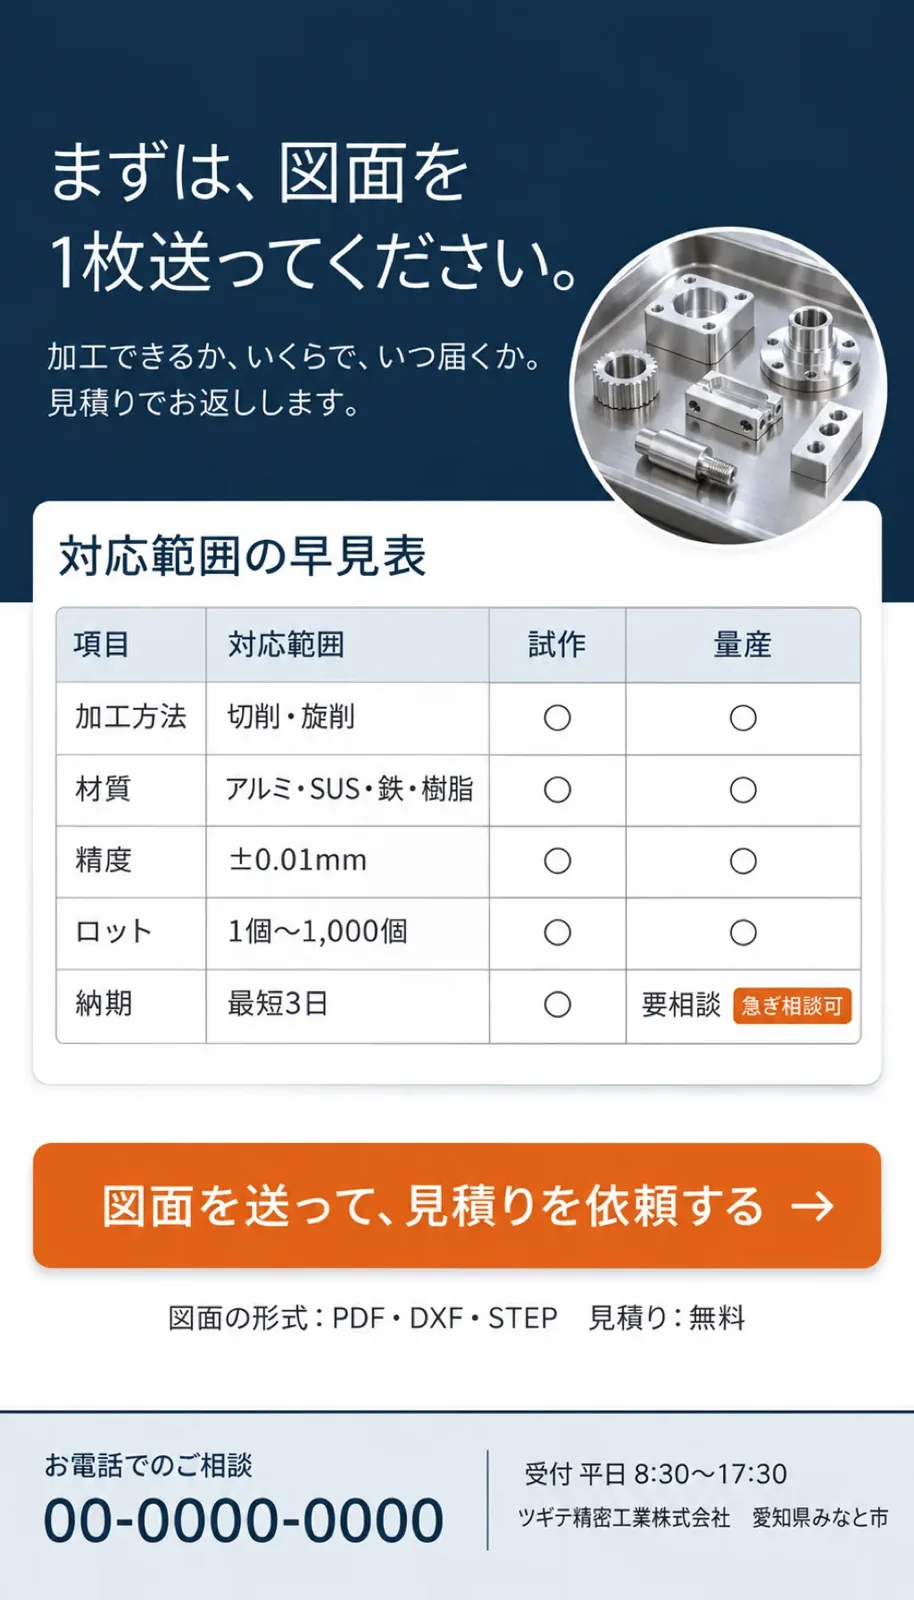 まずは、図面を
1枚送ってください。
加工できるか、いくらで、いつ届くか。
見積りでお返しします。
対応範囲の早見表
項目 対応範囲 試作 量産
加工方法 切削・旋削 ○ ○
材質 アルミ・SUS・鉄・樹脂 ○ ○
精度 ±0.01mm ○ ○
ロット 1個〜1,000個 ○ ○
納期 最短3日 ○ 要相談 急ぎ相談可
図面を送って、見積りを依頼する →
図面の形式：PDF・DXF・STEP 見積り：無料
お電話でのご相談
00-0000-0000
受付 平日 8:30〜17:30
ツギテ精密工業株式会社 愛知県みなと市